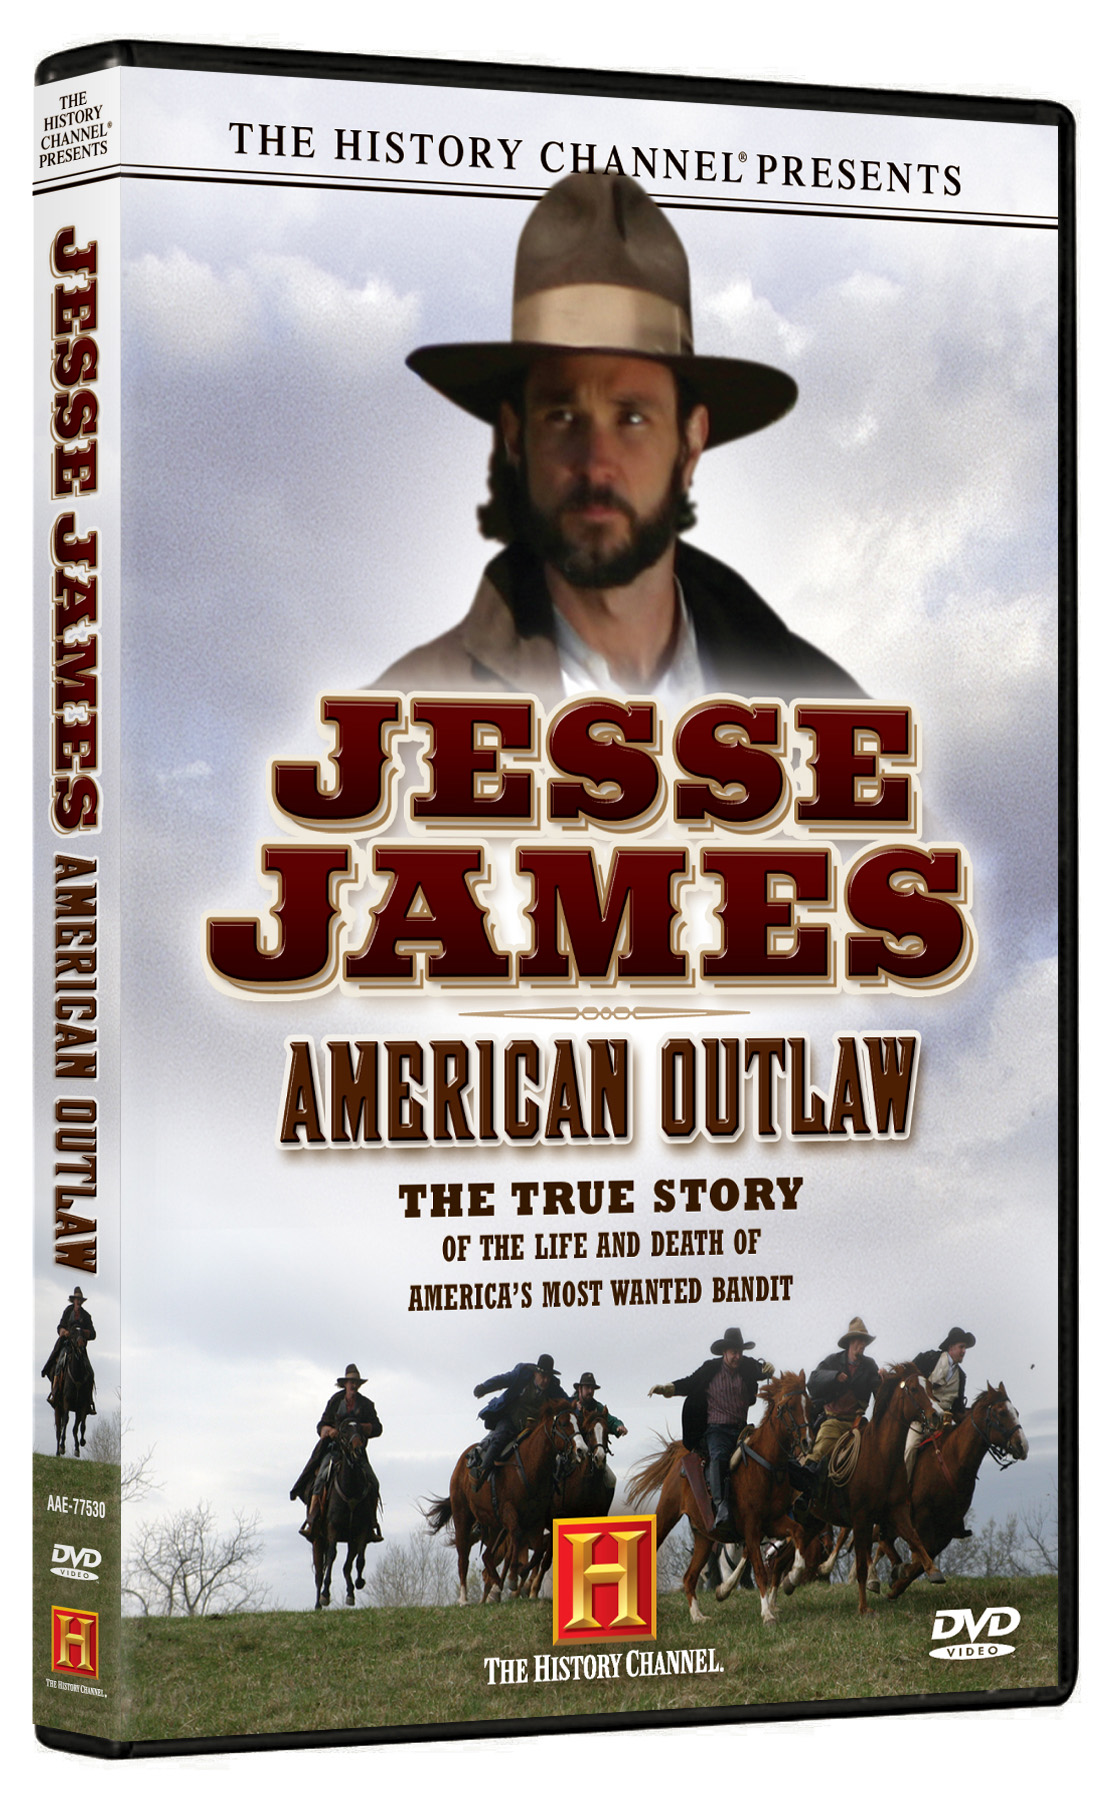 THE
HISTORY
CHANNEL®
PRESENTS
JESSE JAMES AMERICAN OUTLAW
AAE-77530
DVD
VIDEO
H
THE HISTORY CHANNEL.
THE HISTORY CHANNEL® PRESENTS
JESSE
JAMES
AMERICAN OUTLAW
THE TRUE STORY
OF THE LIFE AND DEATH OF
AMERICA'S MOST WANTED BANDIT
H
THE HISTORY CHANNEL.
DVD
VIDEO